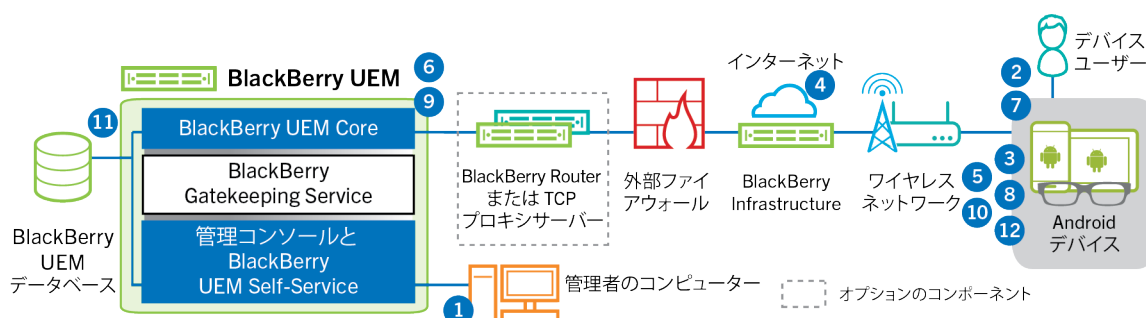 BlackBerry UEM
6
9
11
BlackBerry UEM Core
BlackBerry
Gatekeeping Service
管理コンソールと
BlackBerry
UEM Self-Service
BlackBerry
UEM
データベース
1
管理者のコンピューター
BlackBerry Router
または TCP
プロキシサーバー
外部ファイ
アウォール
インターネット
4
BlackBerry
Infrastructure
ワイヤレス
ネットワーク
デバイス
ユーザー
2
7
3
5
8
10
12
Android
デバイス
オプションのコンポーネント